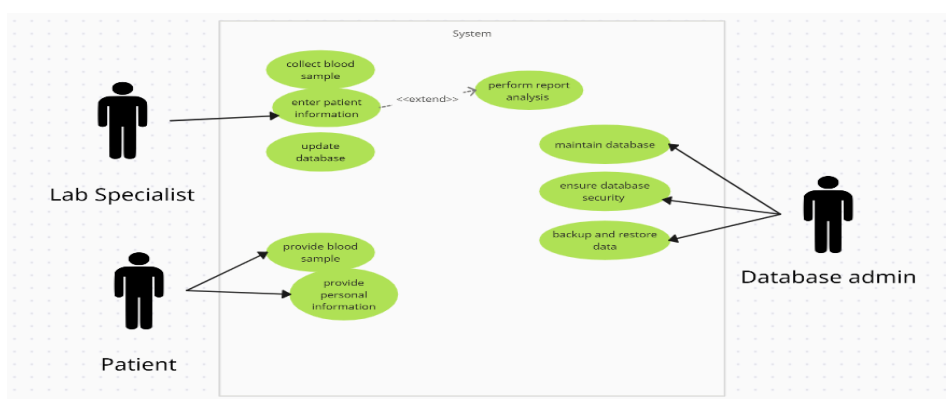 System
collect blood
sample
enter patient
information
<<extend>>
perform report
analysis
update
database
maintain database
ensure database
security
backup and restore
data
Lab Specialist
provide blood
sample
provide
personal
information
Database admin
Patient